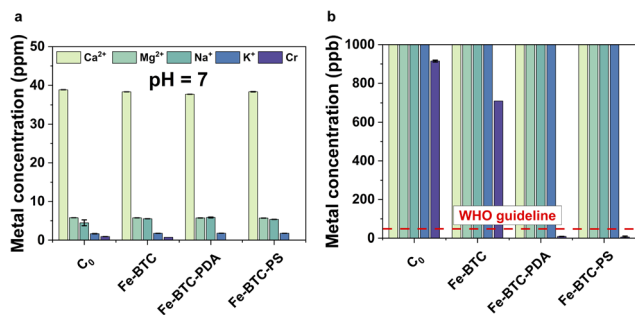 a
Metal concentration (ppm)
50
40
30
20
10
0
Ca²⁺ Mg²⁺ Na⁺ K⁺ Cr
pH = 7
C₀
Fe-BTC
Fe-BTC-PDA
Fe-BTC-PS
b
Metal concentration (ppb)
1000
800
600
400
200
0
WHO guideline
C₀
Fe-BTC
Fe-BTC-PDA
Fe-BTC-PS